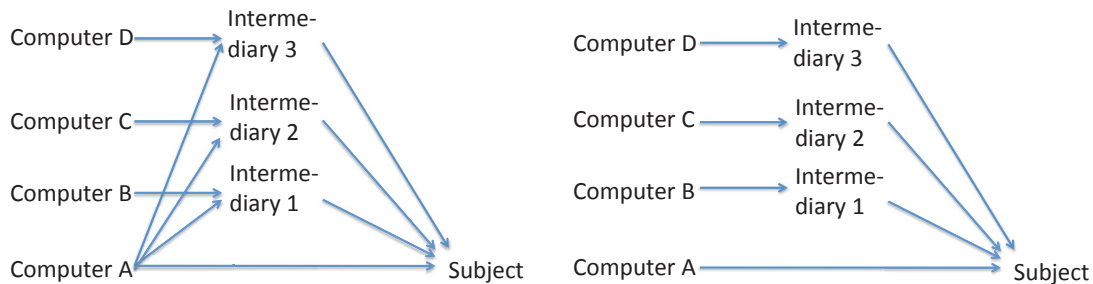 Computer D
Interme-
diary 3
Computer C
Interme-
diary 2
Computer B
Interme-
diary 1
Computer A
Subject
Computer D
Interme-
diary 3
Computer C
Interme-
diary 2
Computer B
Interme-
diary 1
Computer A
Subject